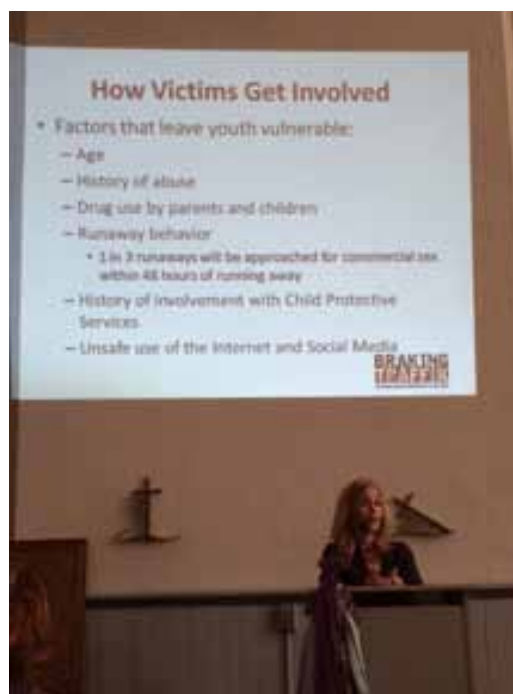 How Victims Get Involved
• Factors that leave youth vulnerable:
– Age
– History of abuse
– Drug use by parents and children
– Runaway behavior
• 1 in 3 runaways will be approached for commercial sex
within 48 hours of running away
– History of involvement with Child Protective
Services
– Unsafe use of the Internet and Social Media
BRAKING
TRAFFIK